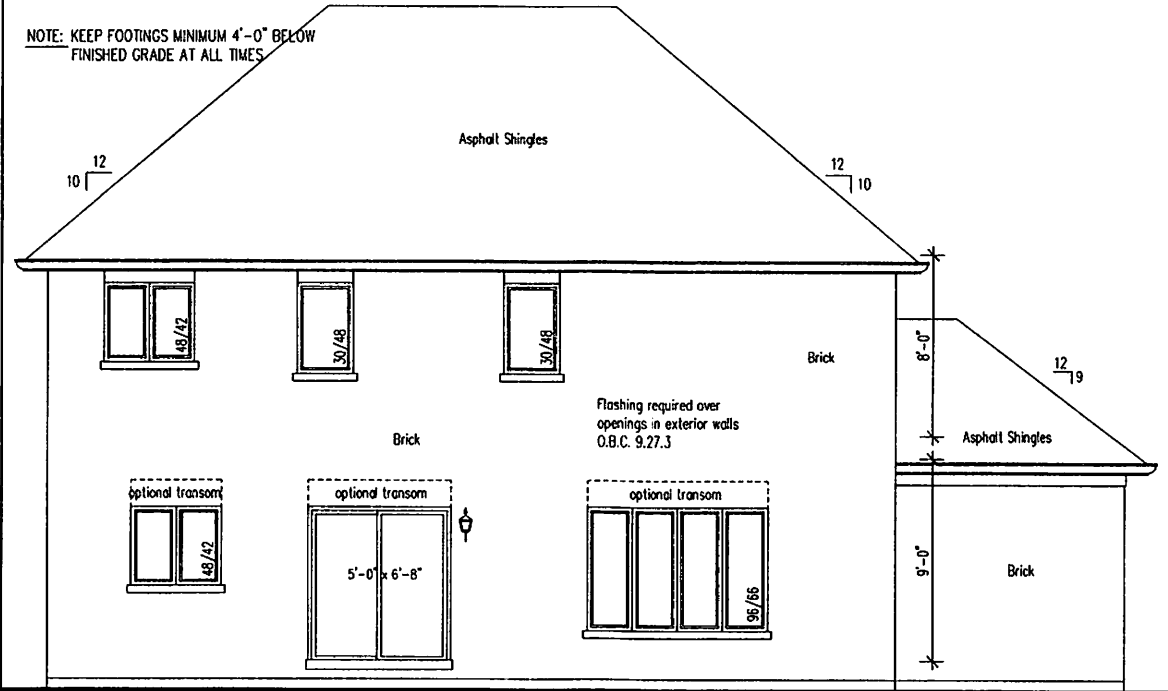 NOTE: KEEP FOOTINGS MINIMUM 4'-0" BELOW
FINISHED GRADE AT ALL TIMES
Asphalt Shingles
12
10
12
10
48/42
30/48
30/48
Brick
8'-0"
12
9
Flashing required over
openings in exterior walls
O.B.C. 9.27.3
Brick
Asphalt Shingles
optional transom
optional transom
optional transom
48/42
5'-0" x 6'-8"
96/66
9'-0"
Brick